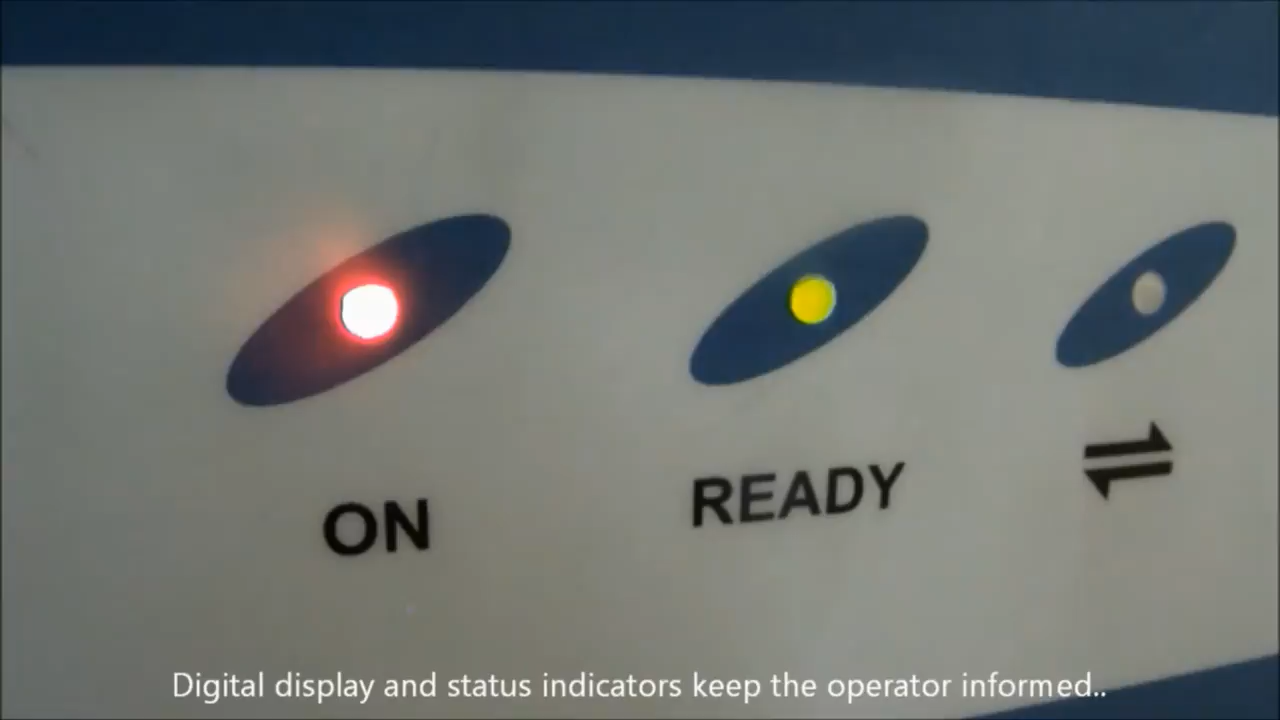 ON
READY
Digital display and status indicators keep the operator informed..